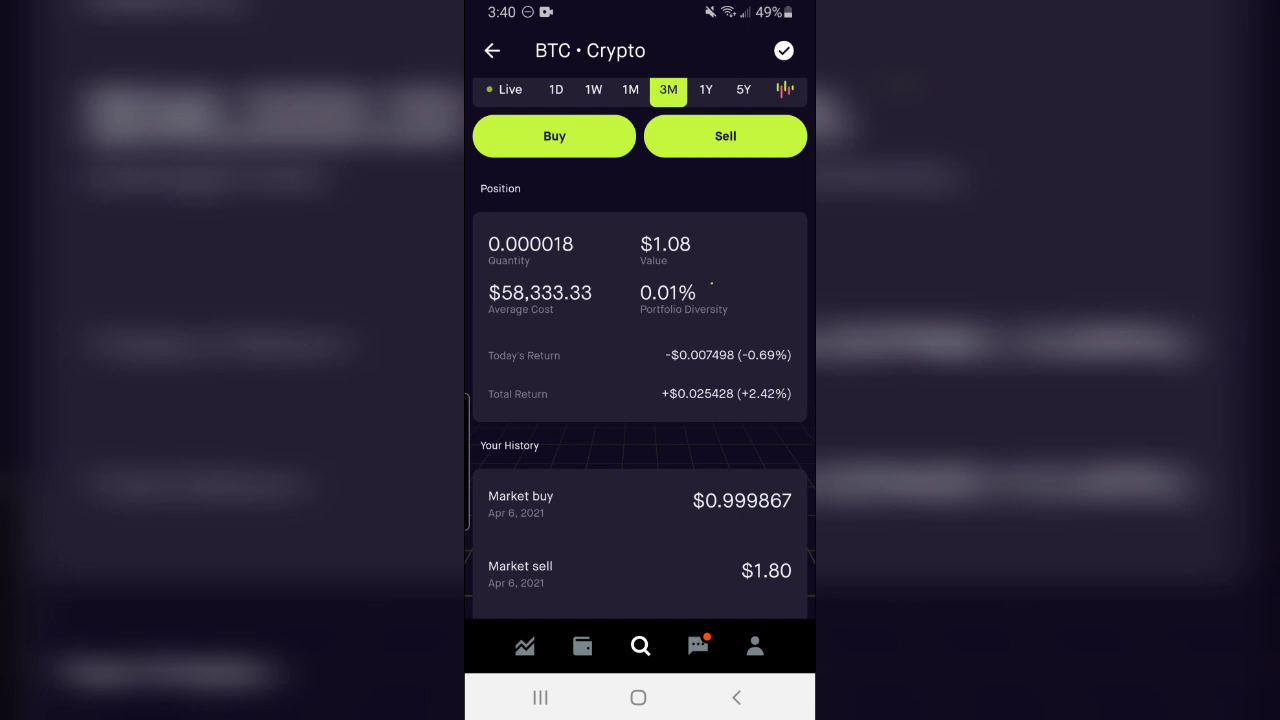 3:40 49%
BTC • Crypto
Live 1D 1W 1M 3M 1Y 5Y
Buy Sell
Position
0.000018 $1.08
Quantity Value
$58,333.33 0.01%
Average Cost Portfolio Diversity
Today's Return -$0.007498 (-0.69%)
Total Return +$0.025428 (+2.42%)
Your History
Market buy $0.999867
Apr 6, 2021
Market sell $1.80
Apr 6, 2021